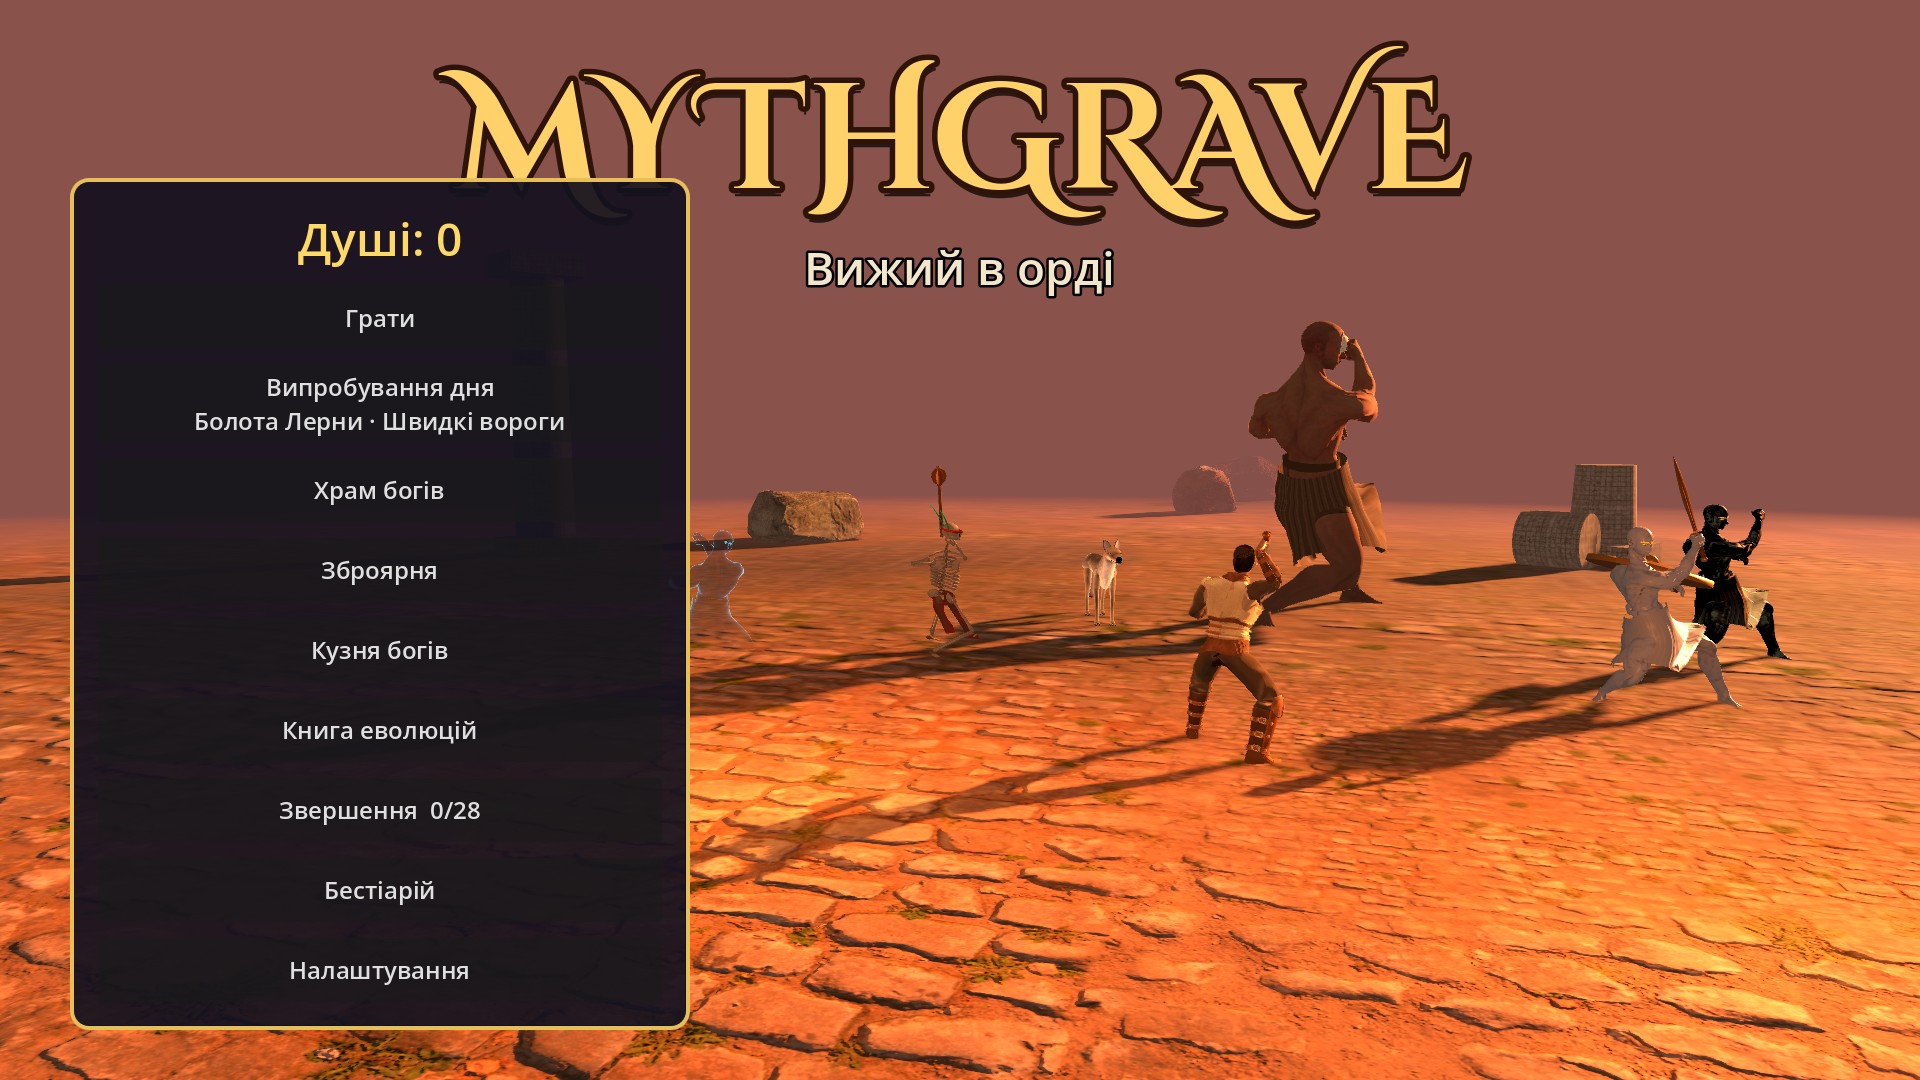 MYTHGRAVE
Вижий в орді
Душі: 0
Грати
Випробування дня
Болота Лерни · Швидкі вороги
Храм богів
Зброярня
Кузня богів
Книга еволюцій
Звершення 0/28
Бестіарій
Налаштування